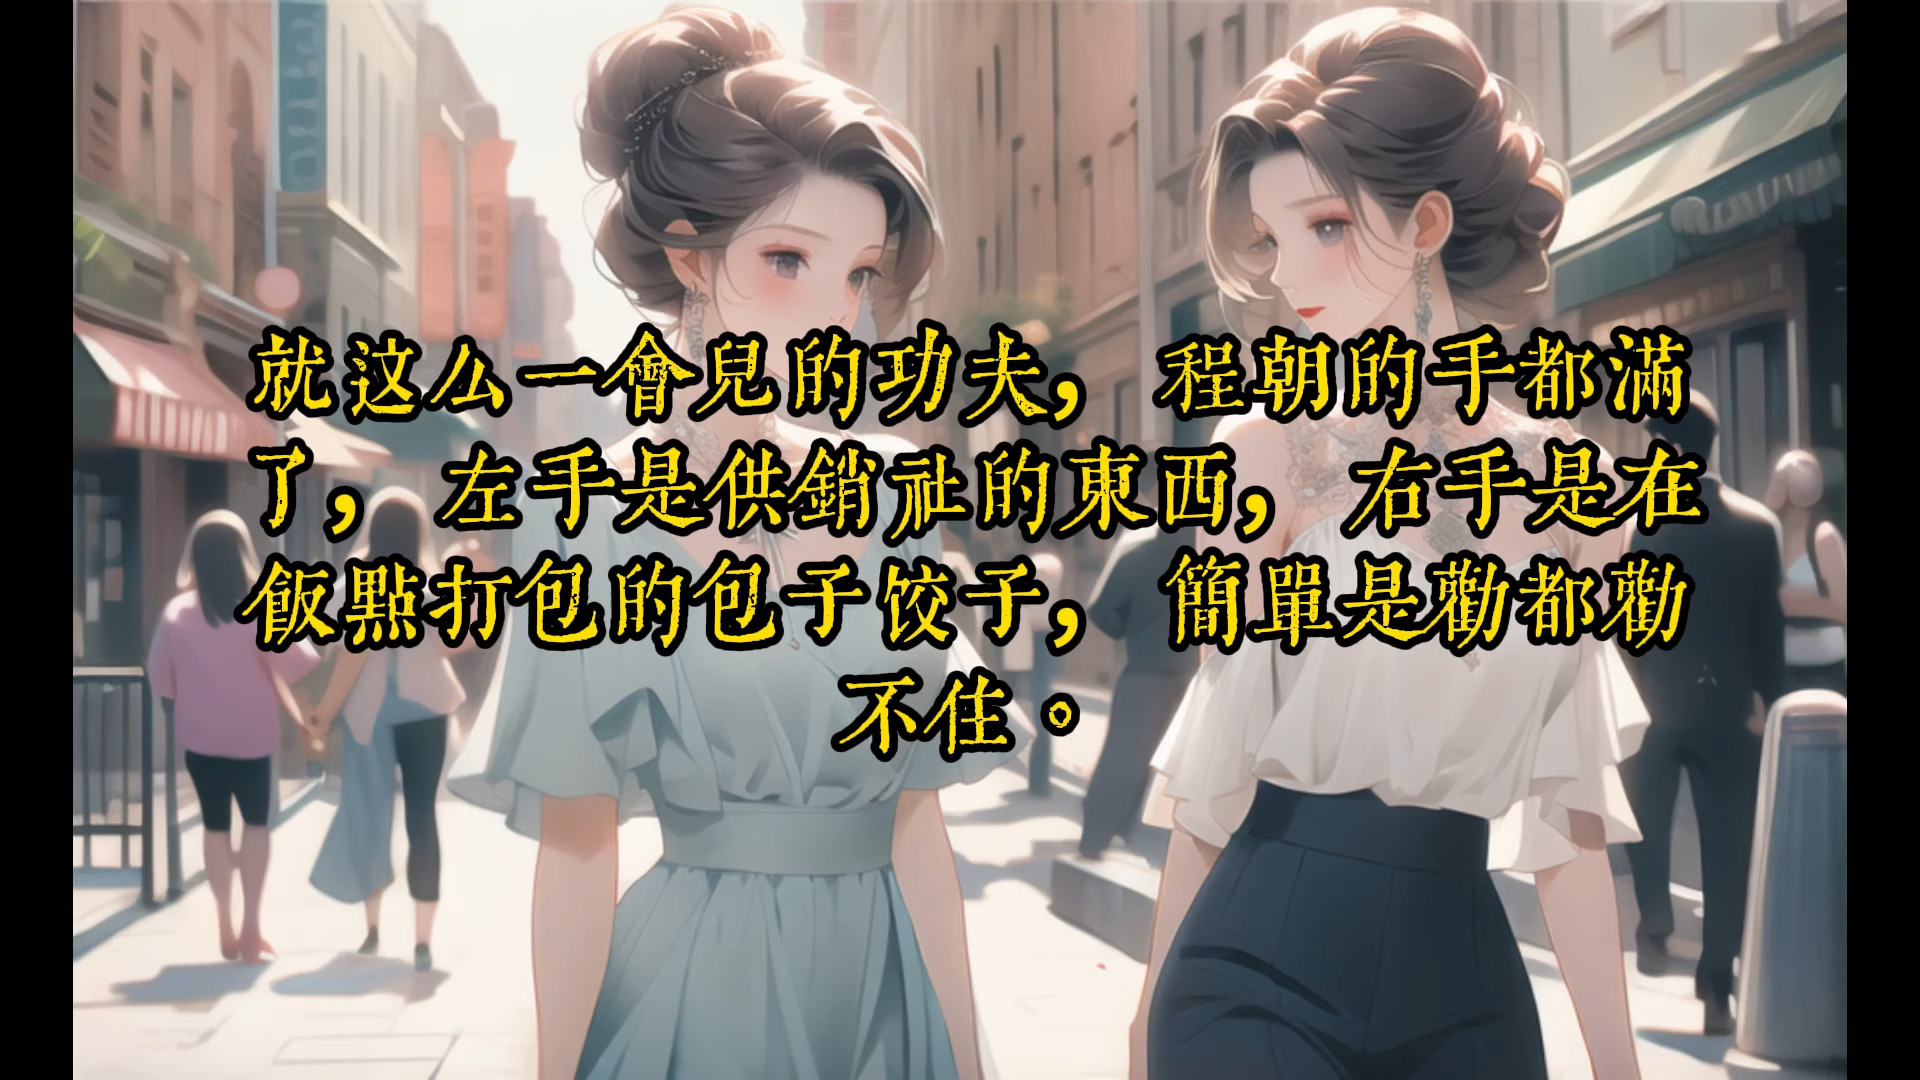 就这么一會兒的功夫，程朝的手都滿
了，左手是供銷社的東西，右手是在
飯點打包的包子饺子，簡單是勸都勸
不住。